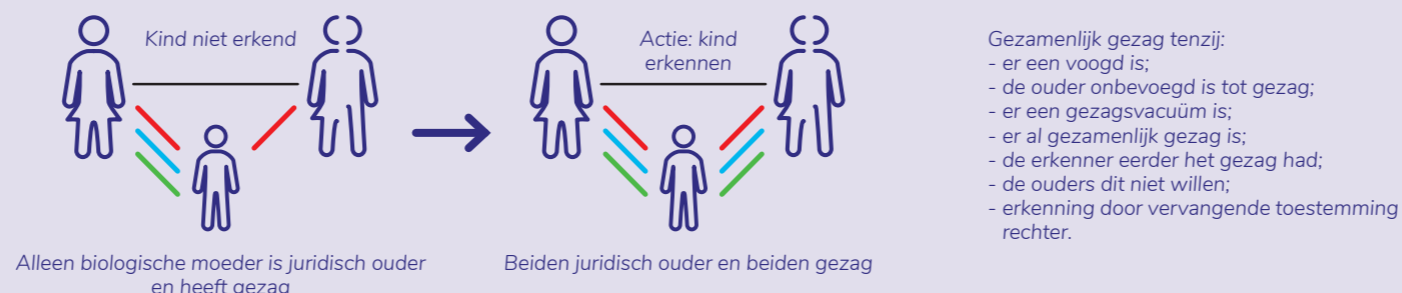 Kind niet erkend
Alleen biologische moeder is juridisch ouder
en heeft gezag
Actie: kind
erkennen
Beiden juridisch ouder en beiden gezag
Gezamenlijk gezag tenzij:
- er een voogd is;
- de ouder onbevoegd is tot gezag;
- er een gezagsvacuüm is;
- er al gezamenlijk gezag is;
- de erkenner eerder het gezag had;
- de ouders dit niet willen;
- erkenning door vervangende toestemming
rechter.